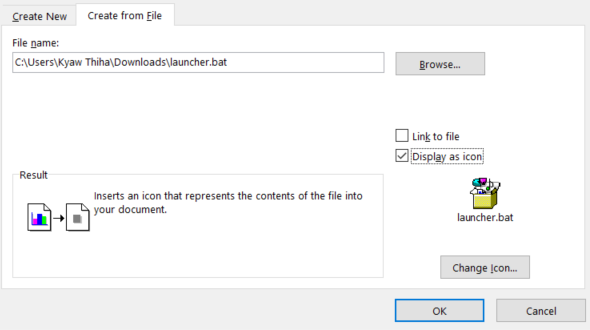 Create New
Create from File
File name:
C:\Users\Kyaw Thiha\Downloads\launcher.bat
Browse...
Link to file
Display as icon
Result
Inserts an icon that represents the contents of the file into
your document.
launcher.bat
Change Icon...
OK
Cancel